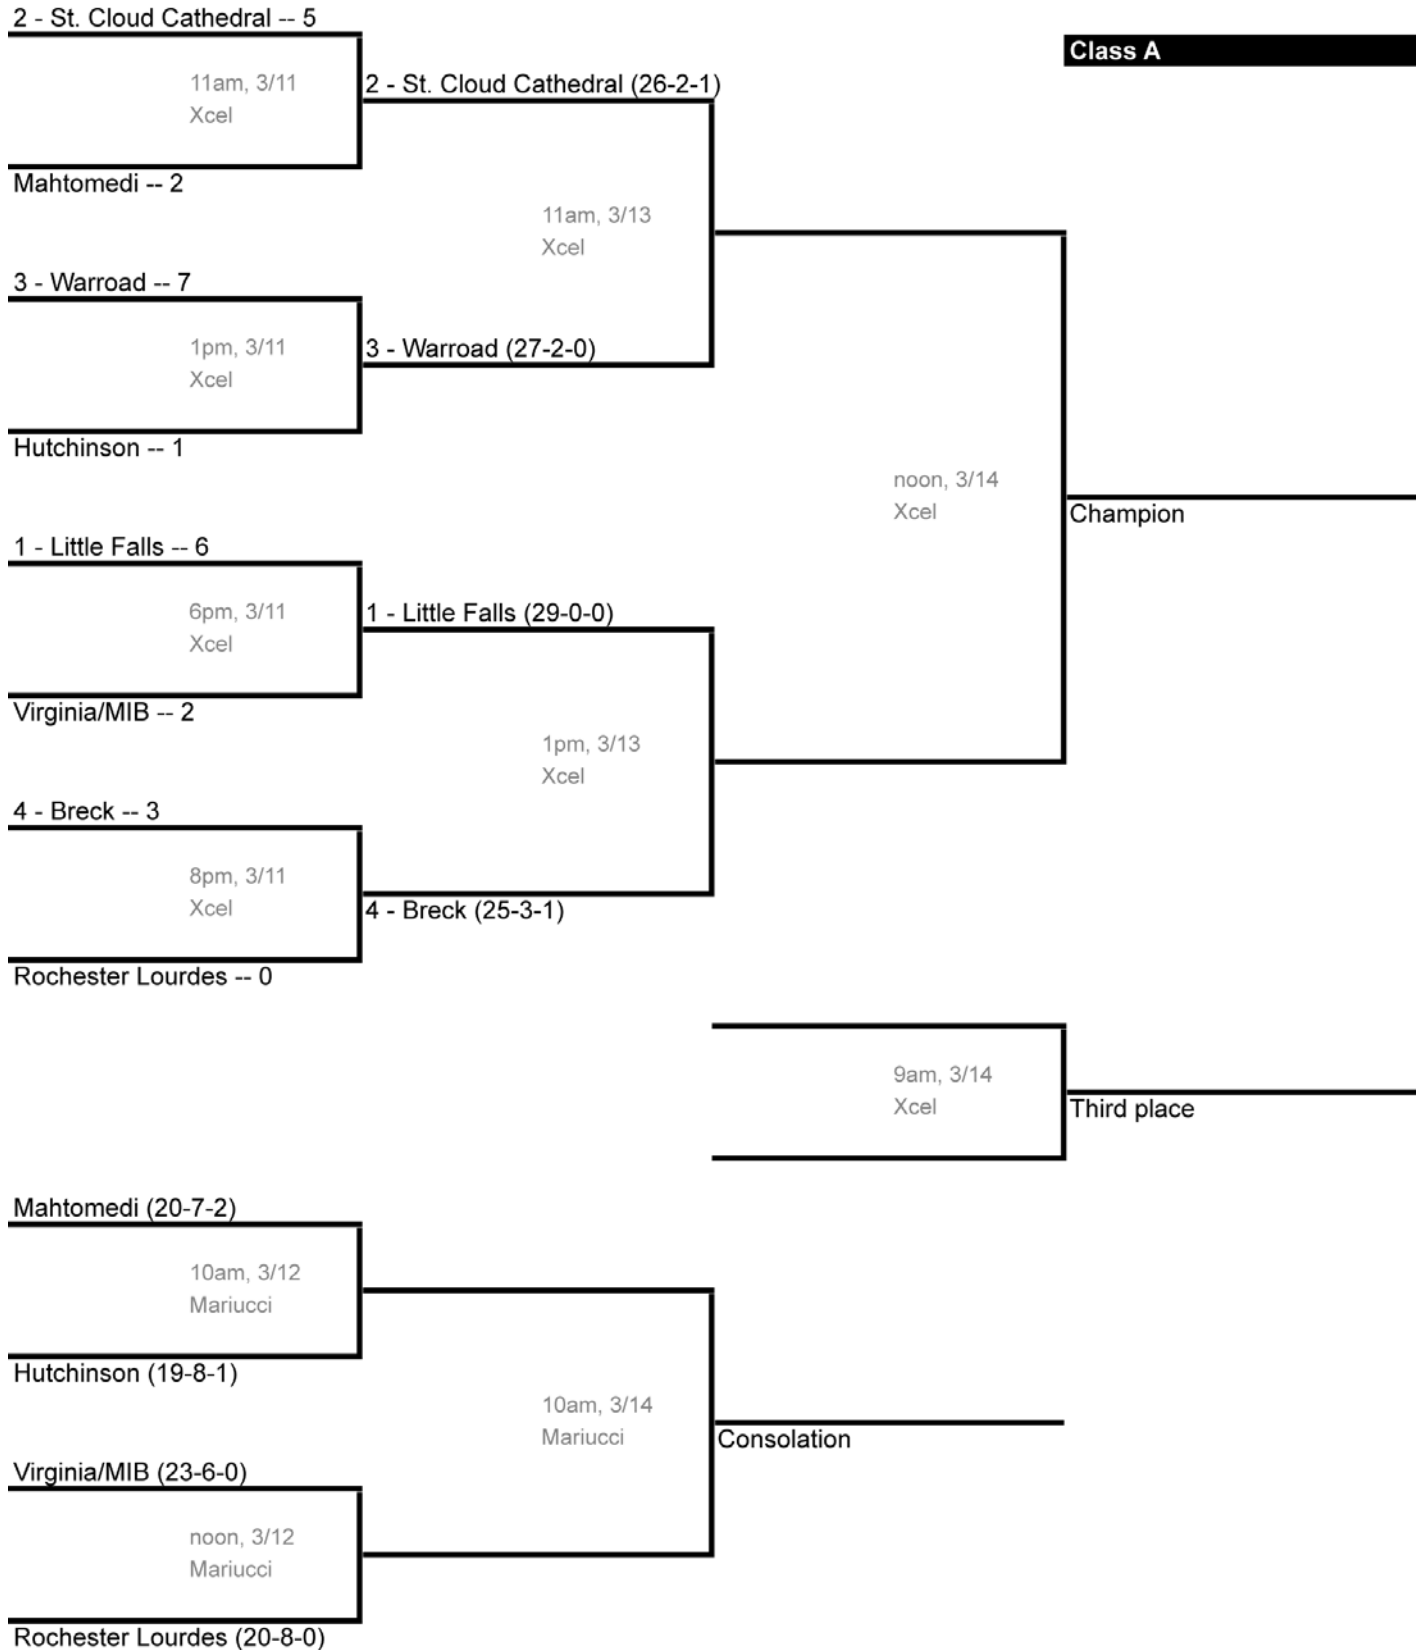 2 - St. Cloud Cathedral -- 5
Class A
11am, 3/11
Xcel
2 - St. Cloud Cathedral (26-2-1)
Mahtomedi -- 2
11am, 3/13
Xcel
3 - Warroad -- 7
1pm, 3/11
Xcel
3 - Warroad (27-2-0)
Hutchinson -- 1
noon, 3/14
Xcel
Champion
1 - Little Falls -- 6
6pm, 3/11
Xcel
1 - Little Falls (29-0-0)
Virginia/MIB -- 2
1pm, 3/13
Xcel
4 - Breck -- 3
8pm, 3/11
Xcel
4 - Breck (25-3-1)
Rochester Lourdes -- 0
9am, 3/14
Xcel
Third place
Mahtomedi (20-7-2)
10am, 3/12
Mariucci
Hutchinson (19-8-1)
10am, 3/14
Mariucci
Consolation
Virginia/MIB (23-6-0)
noon, 3/12
Mariucci
Rochester Lourdes (20-8-0)